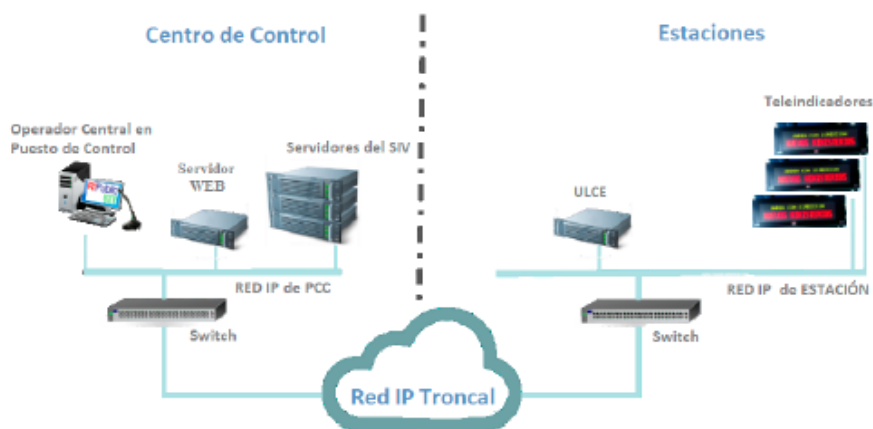 Centro de Control
Estaciones
Teleindicadores
Operador Central en
Puesto de Control
Servidor
WEB
Servidores del SIV
ULCE
RED IP de PCC
RED IP de ESTACIÓN
Switch
Switch
Red IP Troncal